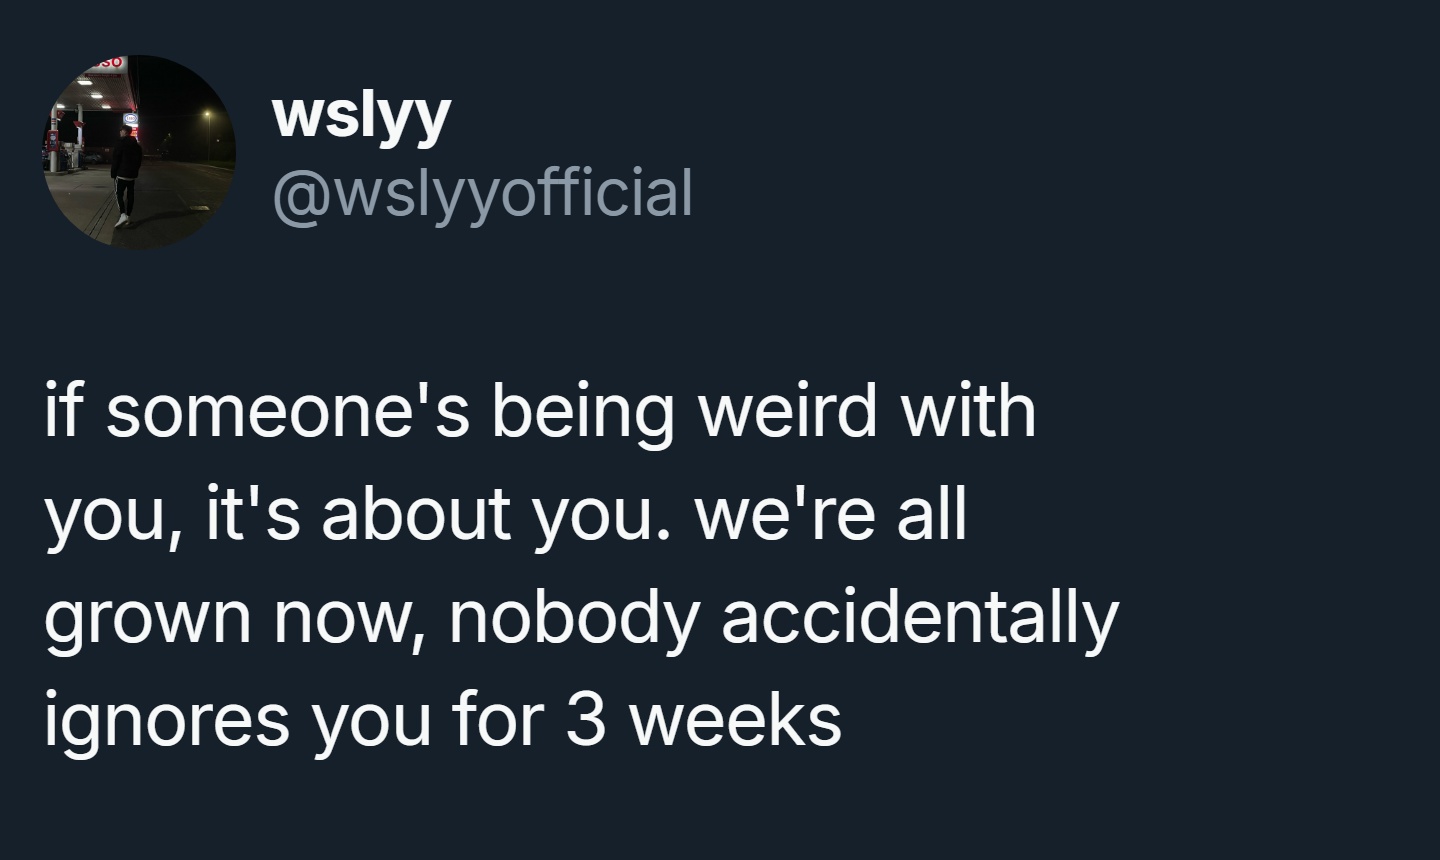 wslyy
@wslyyofficial
if someone's being weird with
you, it's about you. we're all
grown now, nobody accidentally
ignores you for 3 weeks